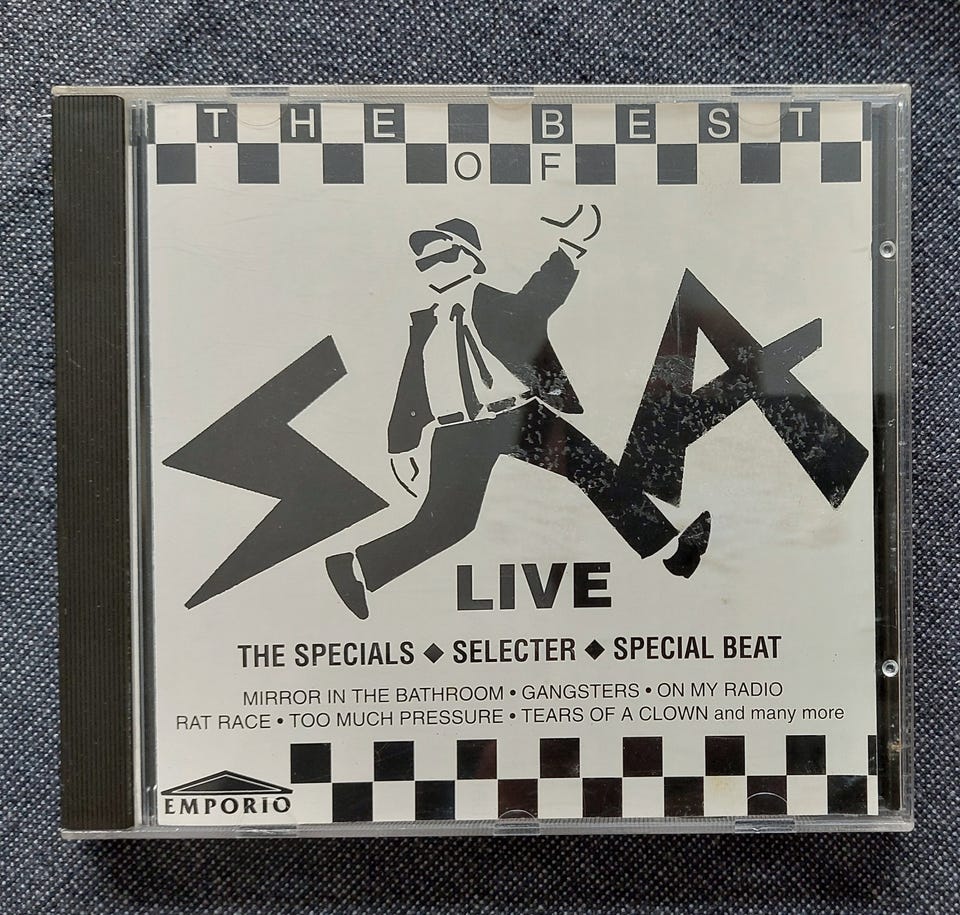 THE BEST
OF
SKA
LIVE
THE SPECIALS ◆ SELECTER ◆ SPECIAL BEAT
MIRROR IN THE BATHROOM • GANGSTERS • ON MY RADIO
RAT RACE • TOO MUCH PRESSURE • TEARS OF A CLOWN and many more
EMPORIO